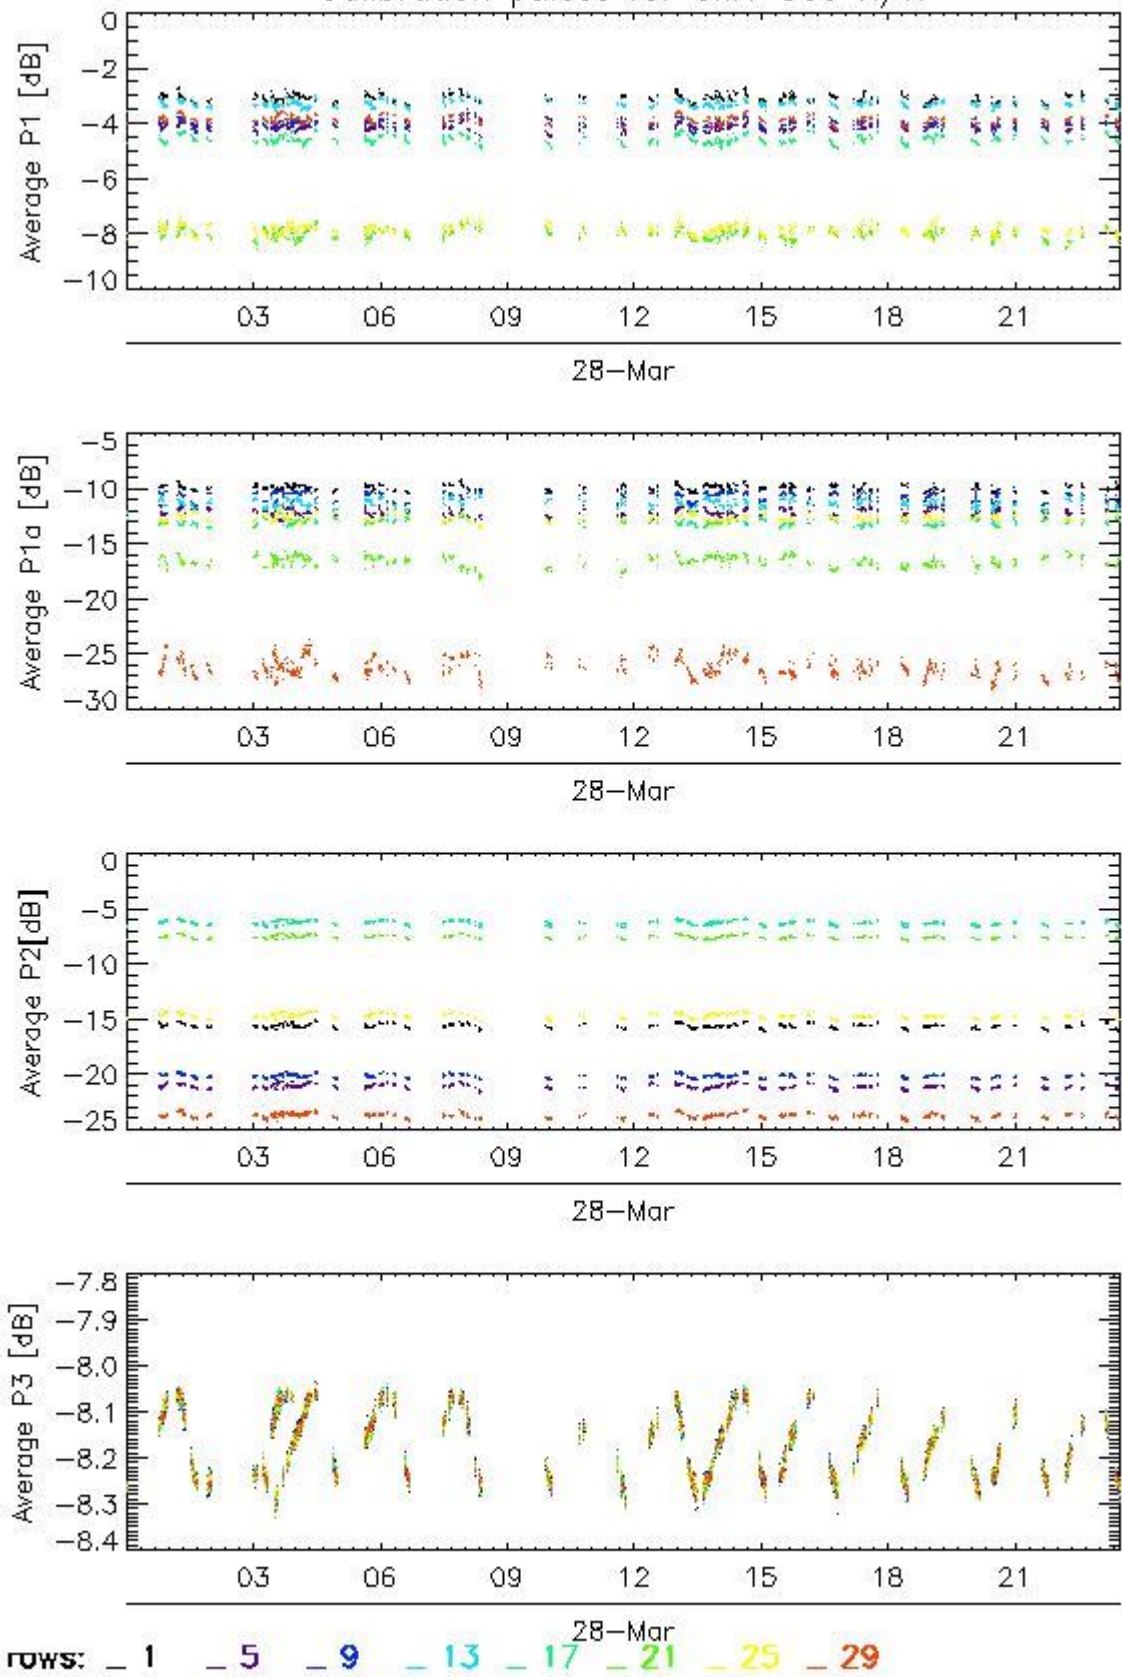 0
-2
-4
-6
-8
-10
Average P1 [dB]
03 06 09 12 15 18 21
28-Mar
-5
-10
-15
-20
-25
-30
Average P1a [dB]
03 06 09 12 15 18 21
28-Mar
0
-5
-10
-15
-20
-25
Average P2[dB]
03 06 09 12 15 18 21
28-Mar
-7.8
-7.9
-8.0
-8.1
-8.2
-8.3
-8.4
Average P3 [dB]
03 06 09 12 15 18 21
28-Mar
rows: _ 1 _ 5 _ 9 _ 13 _ 17 _ 21 _ 25 _ 29